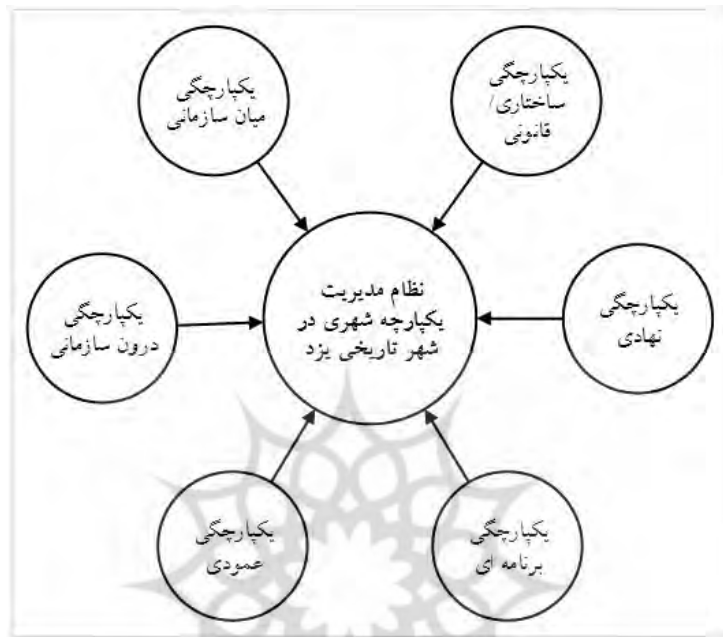 یکپارچگی
ساختاری/
قانونی
یکپارچگی
میان سازمانی
نظام مدیریت
یکپارچه شهری در
شهر تاریخی یزد
یکپارچگی
نهادی
یکپارچگی
درون سازمانی
یکپارچگی
برنامه ای
یکپارچگی
عمودی